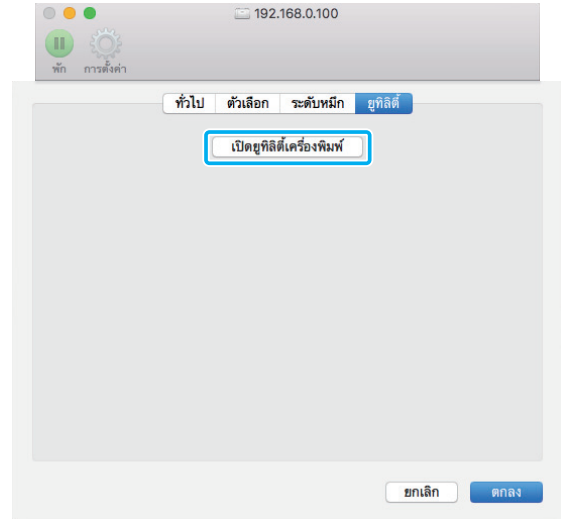 192.168.0.100
พัก การตั้งค่า
ทั่วไป ตัวเลือก ระดับหมึก ยูทิลิตี้
เปิดยูทิลิตี้เครื่องพิมพ์
ยกเลิก ตกลง